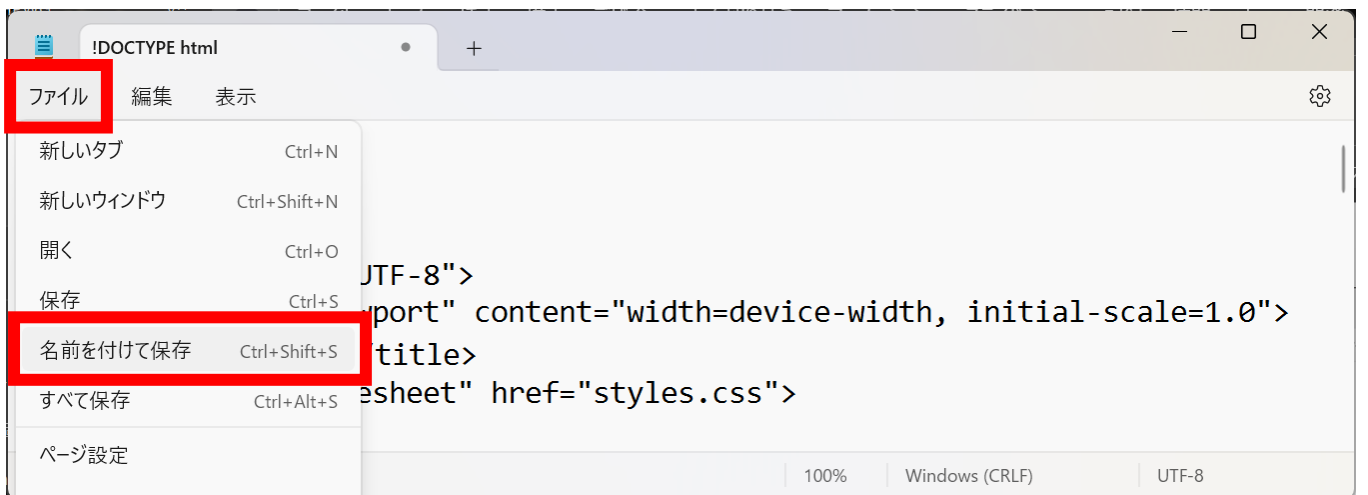 !DOCTYPE html
ファイル 編集 表示
新しいタブ Ctrl+N
新しいウィンドウ Ctrl+Shift+N
開く Ctrl+O
UTF-8">
保存 Ctrl+S
port" content="width=device-width, initial-scale=1.0">
名前を付けて保存 Ctrl+Shift+S
/title>
すべて保存 Ctrl+Alt+S
esheet" href="styles.css">
ページ設定
100% Windows (CRLF) UTF-8